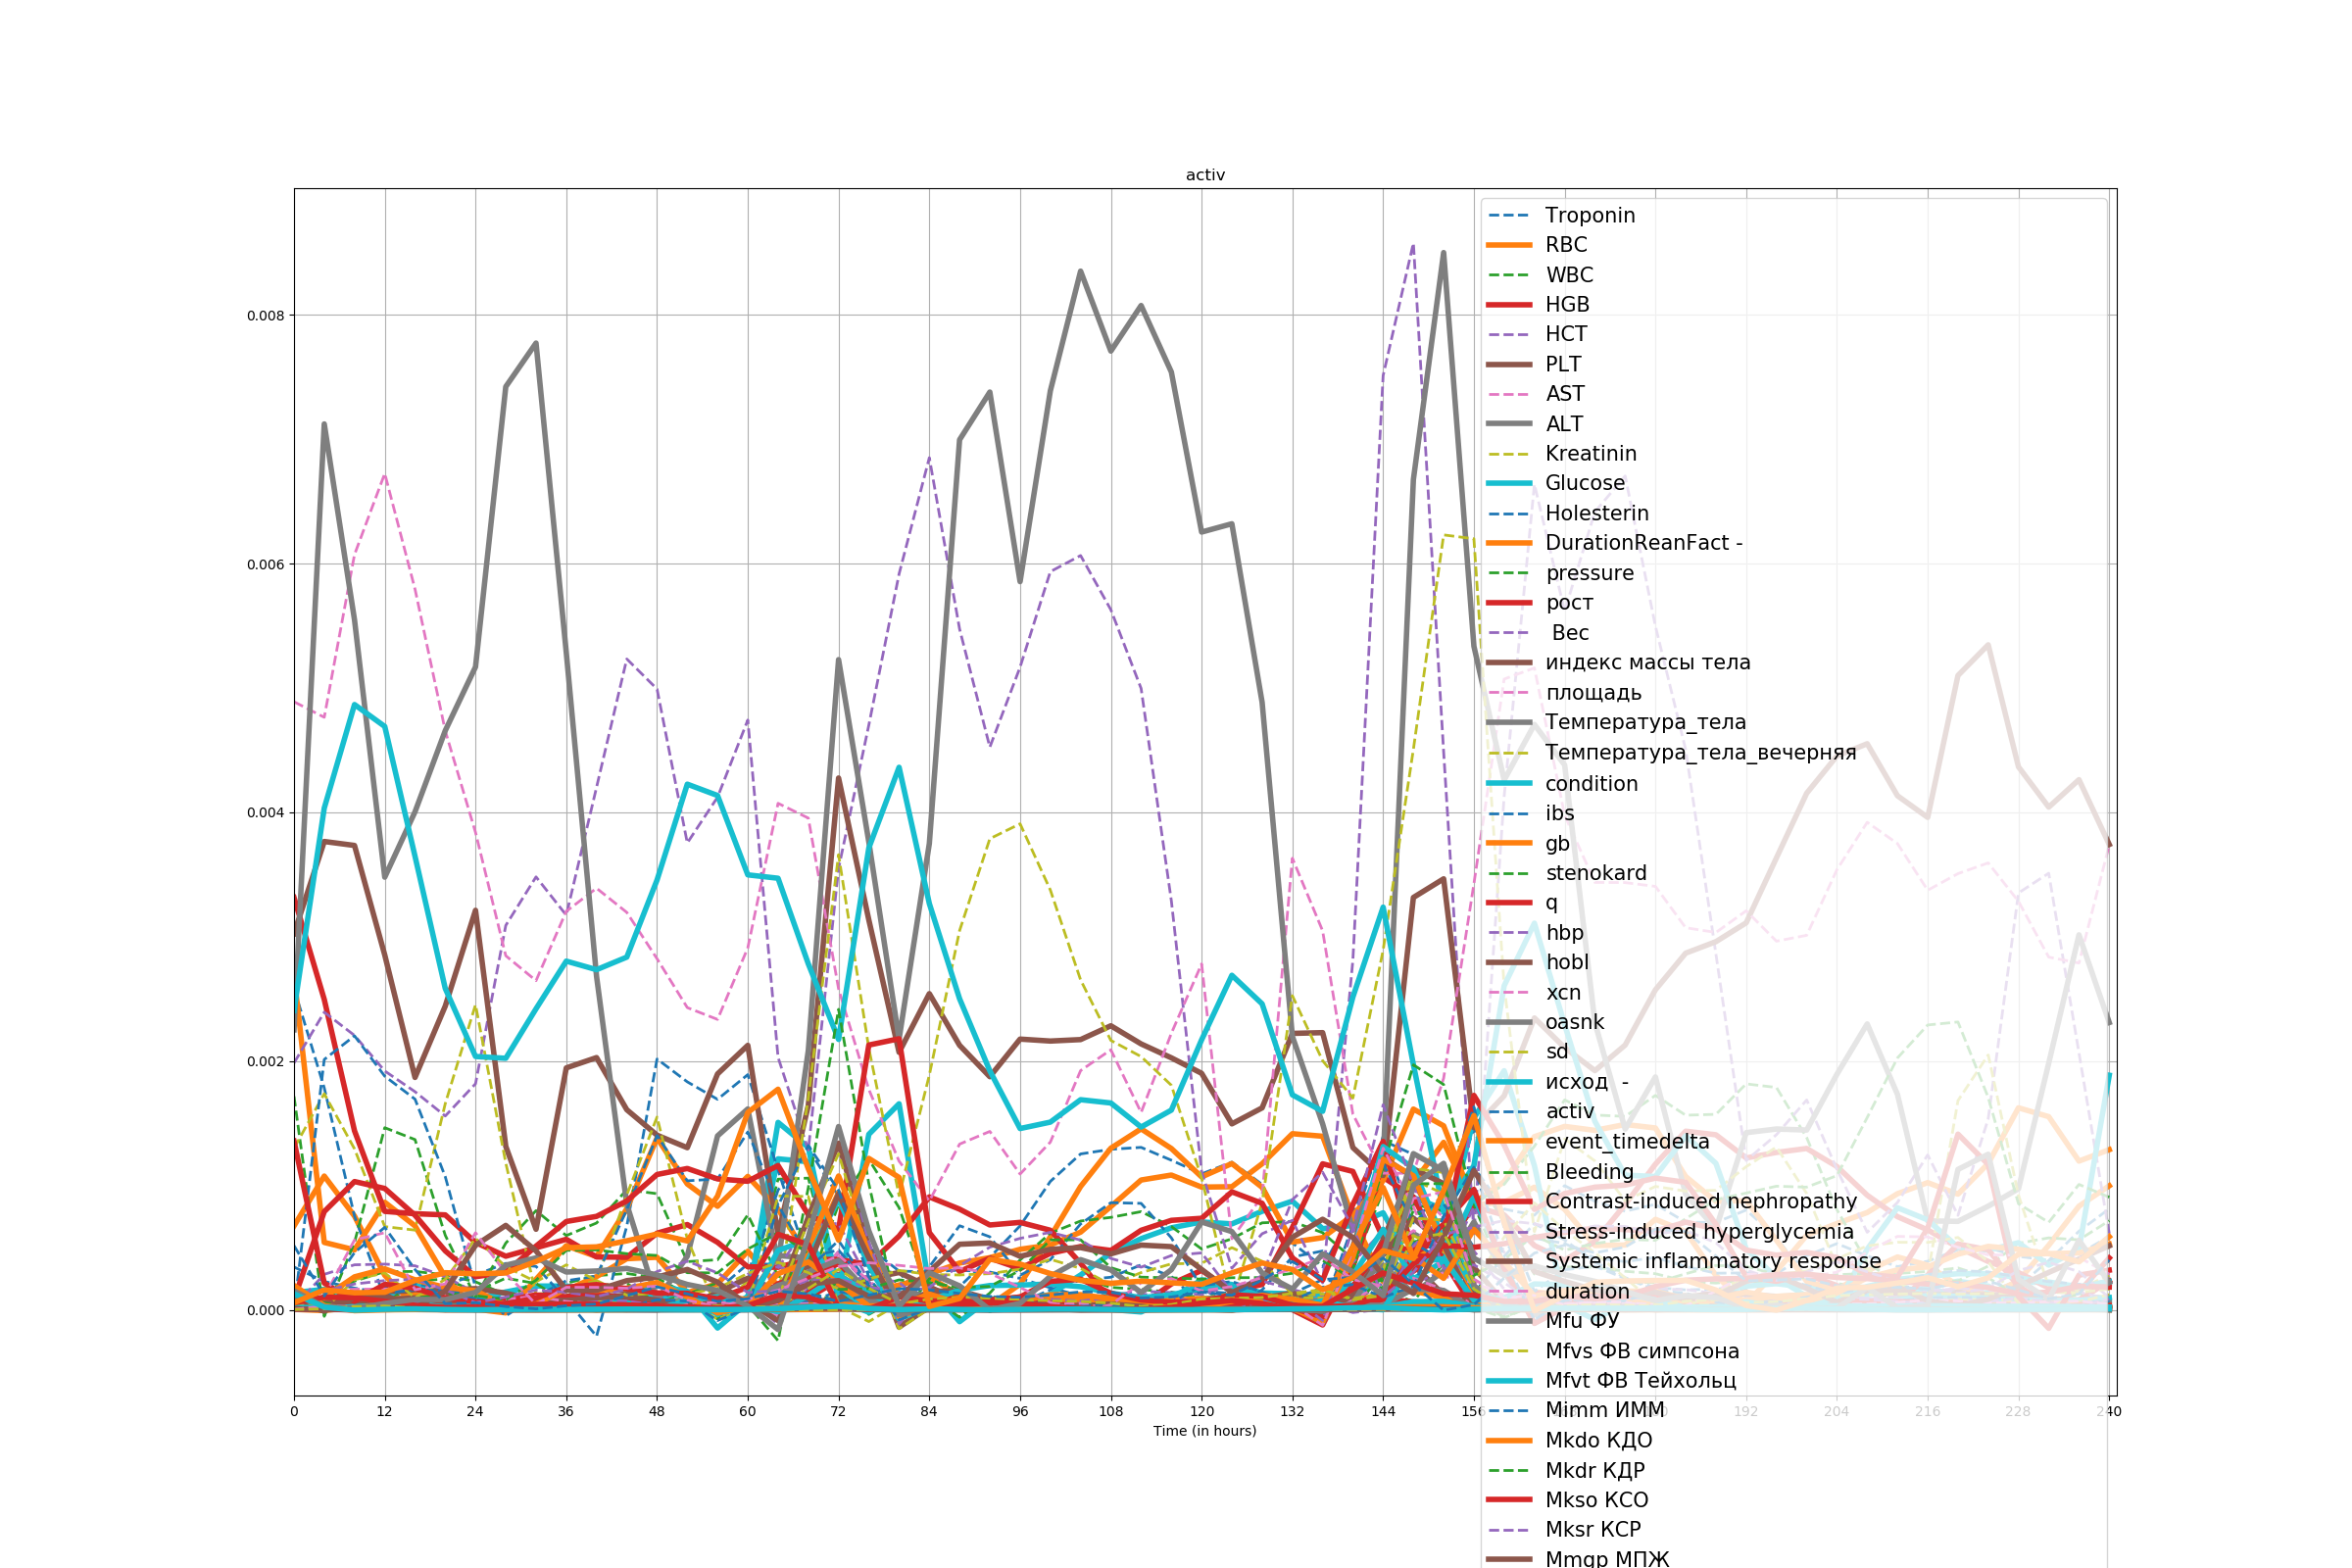 activ
0.008
0.006
0.004
0.002
0.000
0 12 24 36 48 60 72 84 96 108 120 132 144 156 192 204 216 228 240
Time (in hours)
Troponin
RBC
WBC
HGB
HCT
PLT
AST
ALT
Kreatinin
Glucose
Holesterin
DurationReanFact -
pressure
рост
Вес
индекс массы тела
площадь
Температура_тела
Температура_тела_вечерняя
condition
ibs
gb
stenokard
q
hbp
hobl
xcn
oasnk
sd
исход -
activ
event_timedelta
Bleeding
Contrast-induced nephropathy
Stress-induced hyperglycemia
Systemic inflammatory response
duration
Mfu ФУ
Mfvs ФВ симпсона
Mfvt ФВ Тейхольц
Mimm ИММ
Mkdo КДО
Mkdr КДР
Mkso КСО
Mksr КСР
Mmgp МПЖ